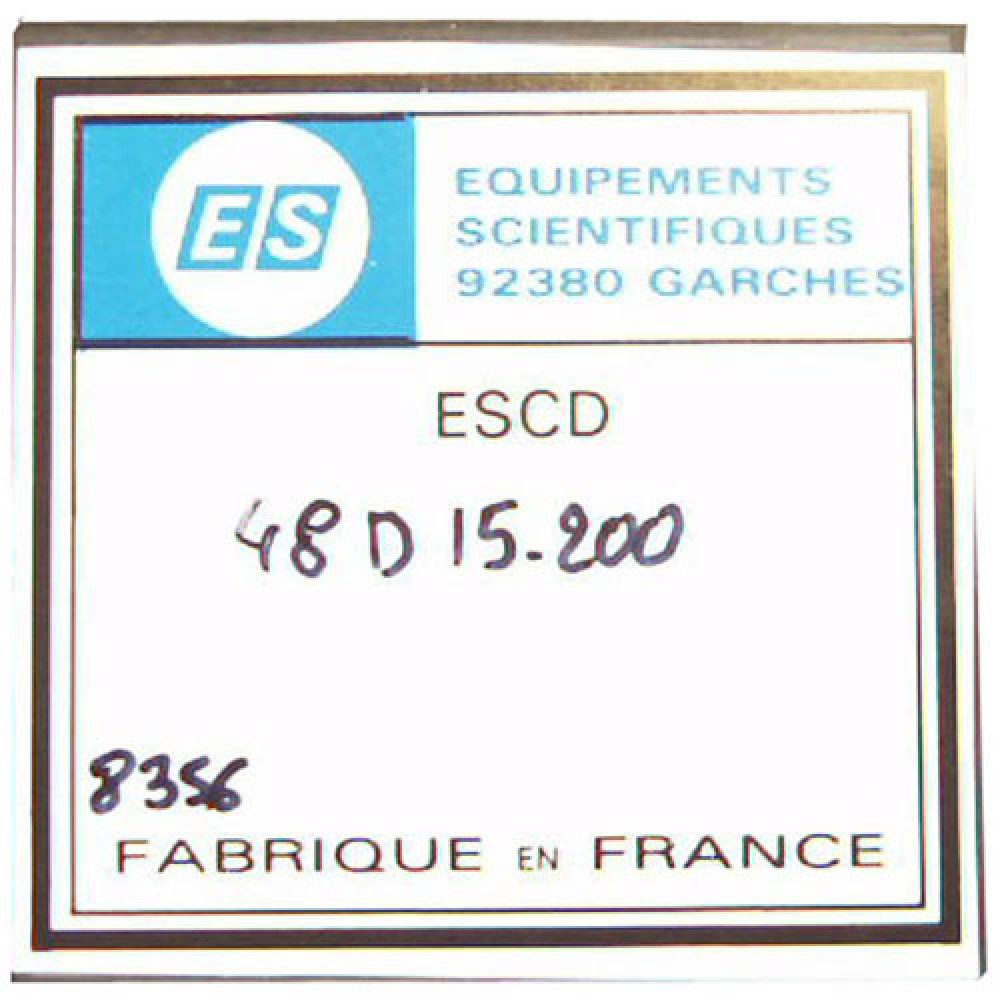 ES
EQUIPEMENTS
SCIENTIFIQUES
92380 GARCHES
ESCD
48 D 15-200
8356
FABRIQUE EN FRANCE